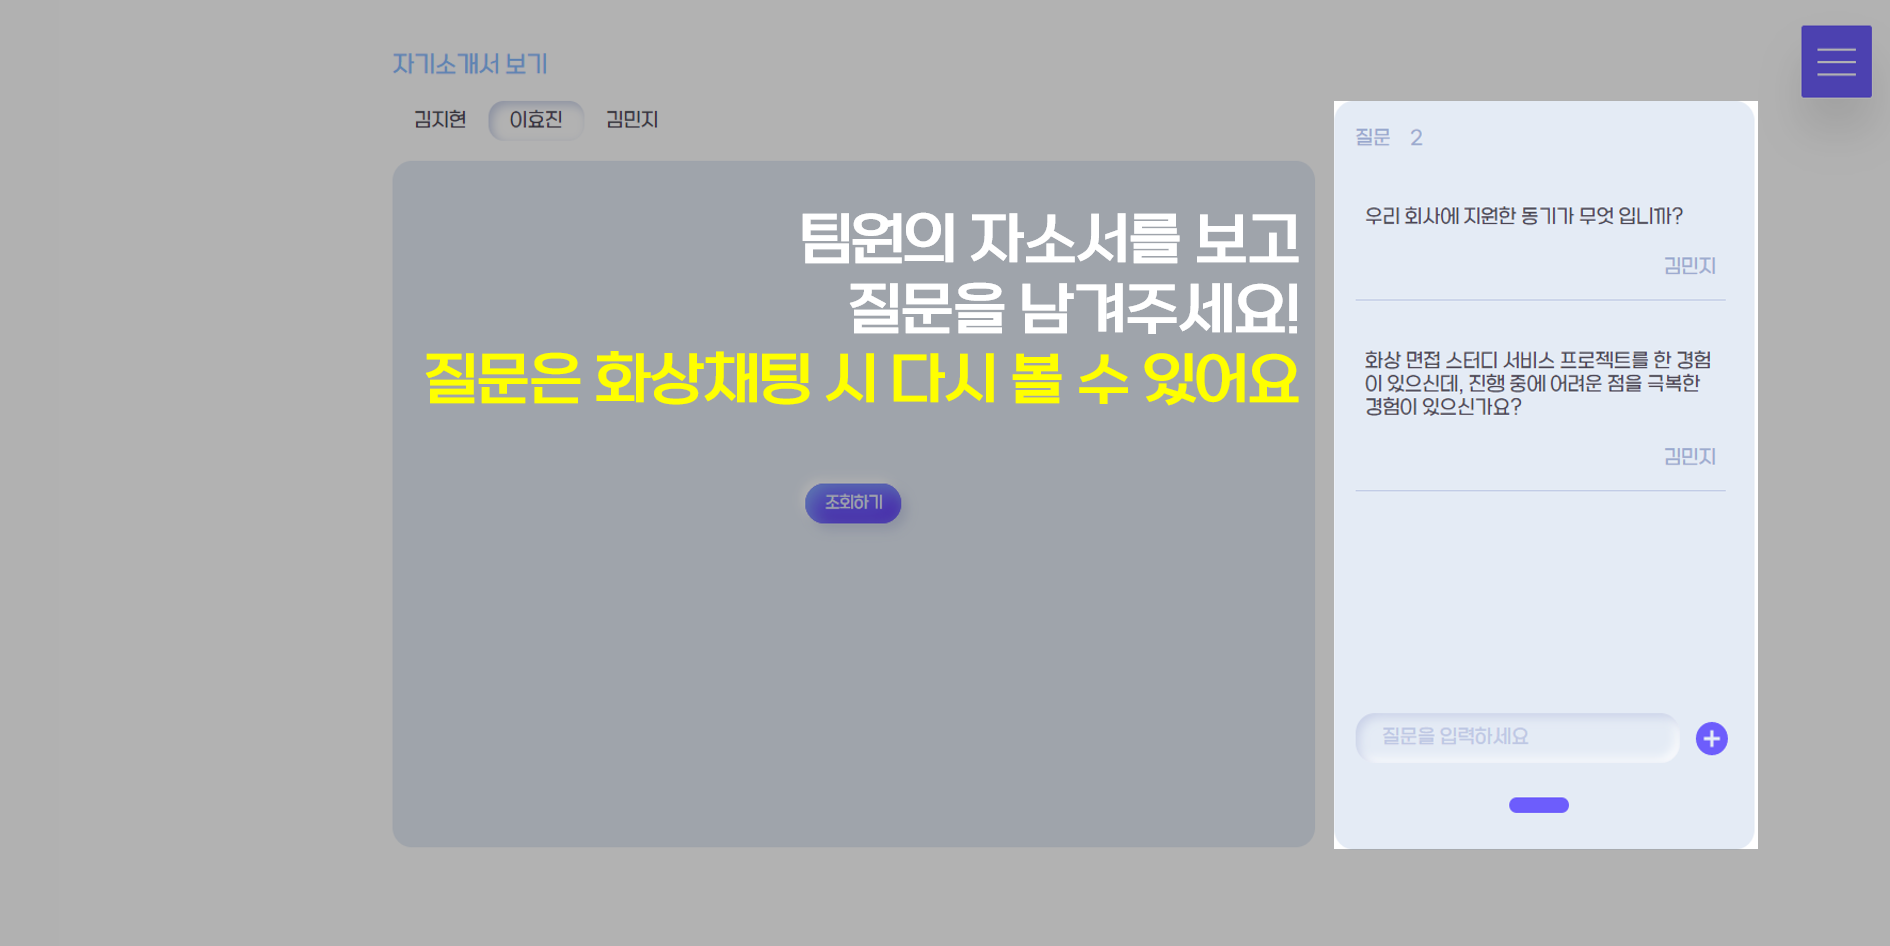 자기소개서 보기
김지현 이효진 김민지
팀원의 자소서를 보고
질문을 남겨주세요!
질문은 화상채팅 시 다시 볼 수 있어요
조회하기
질문 2
우리 회사에 지원한 동기가 무엇 입니까?
김민지
화상 면접 스터디 서비스 프로젝트를 한 경험
이 있으신데, 진행 중에 어려운 점을 극복한
경험이 있으신가요?
김민지
질문을 입력하세요